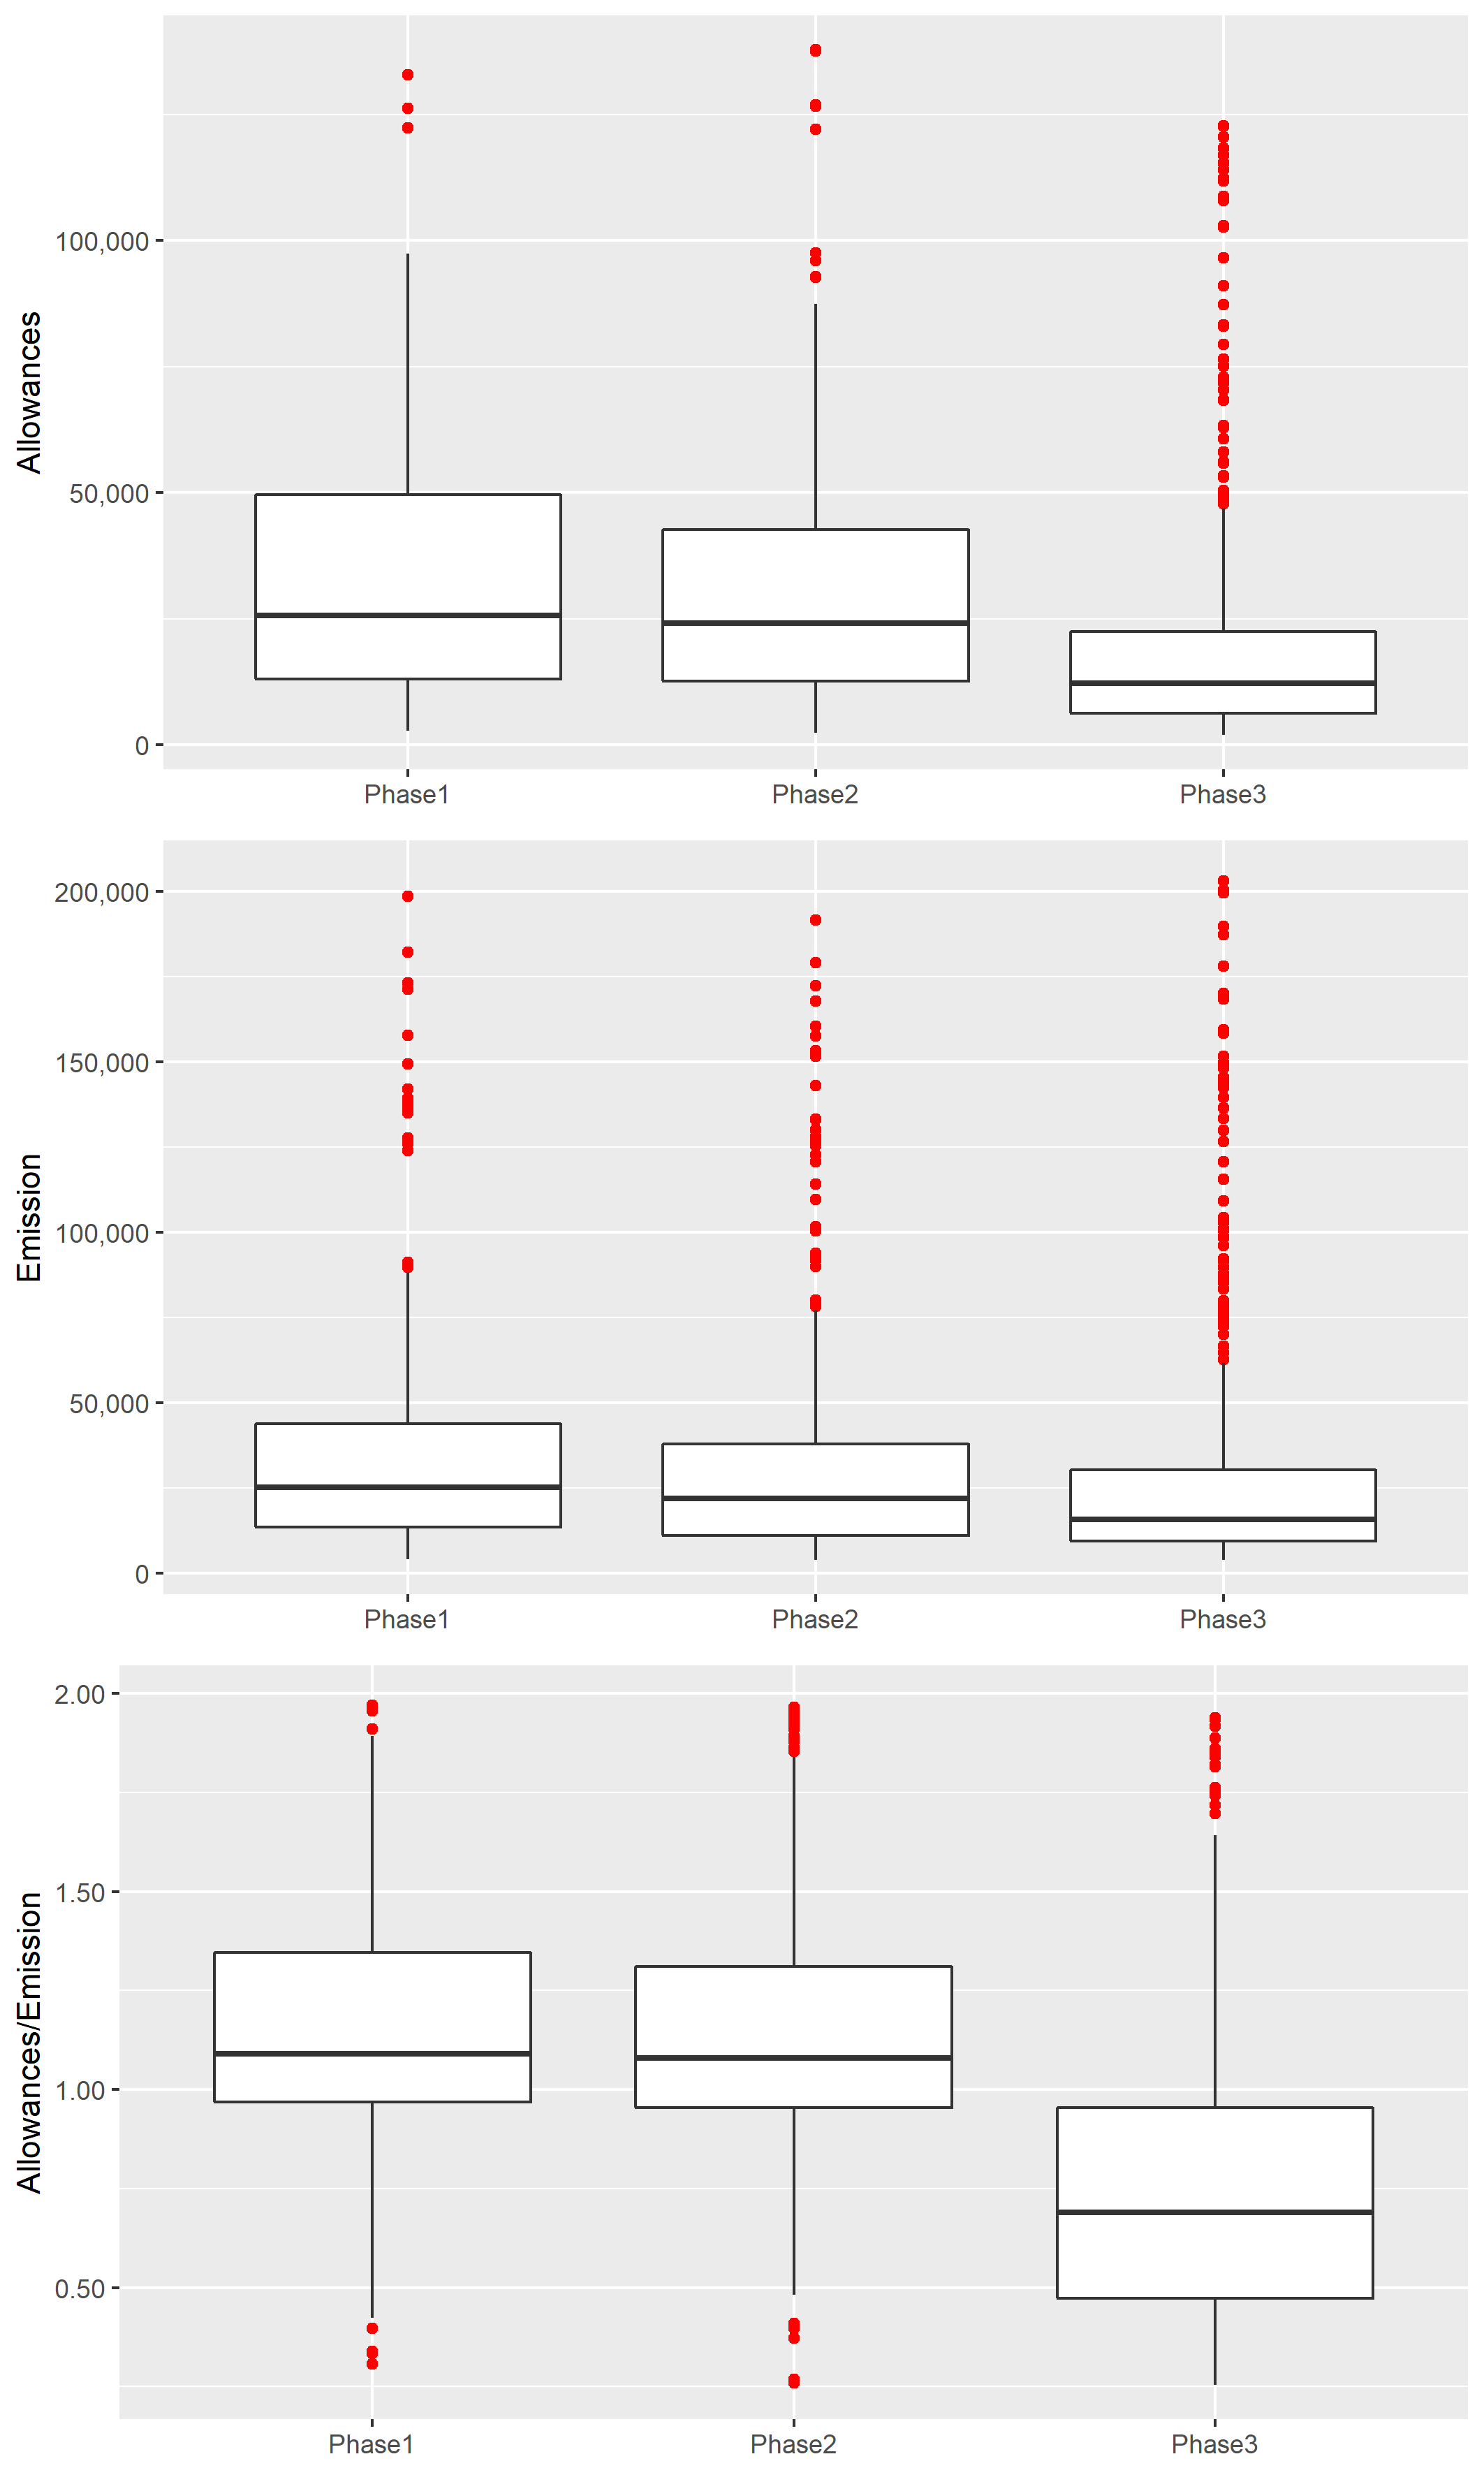 Allowances
100,000
50,000
0
Phase1 Phase2 Phase3
Emission
200,000
150,000
100,000
50,000
0
Phase1 Phase2 Phase3
Allowances/Emission
2.00
1.50
1.00
0.50
Phase1 Phase2 Phase3